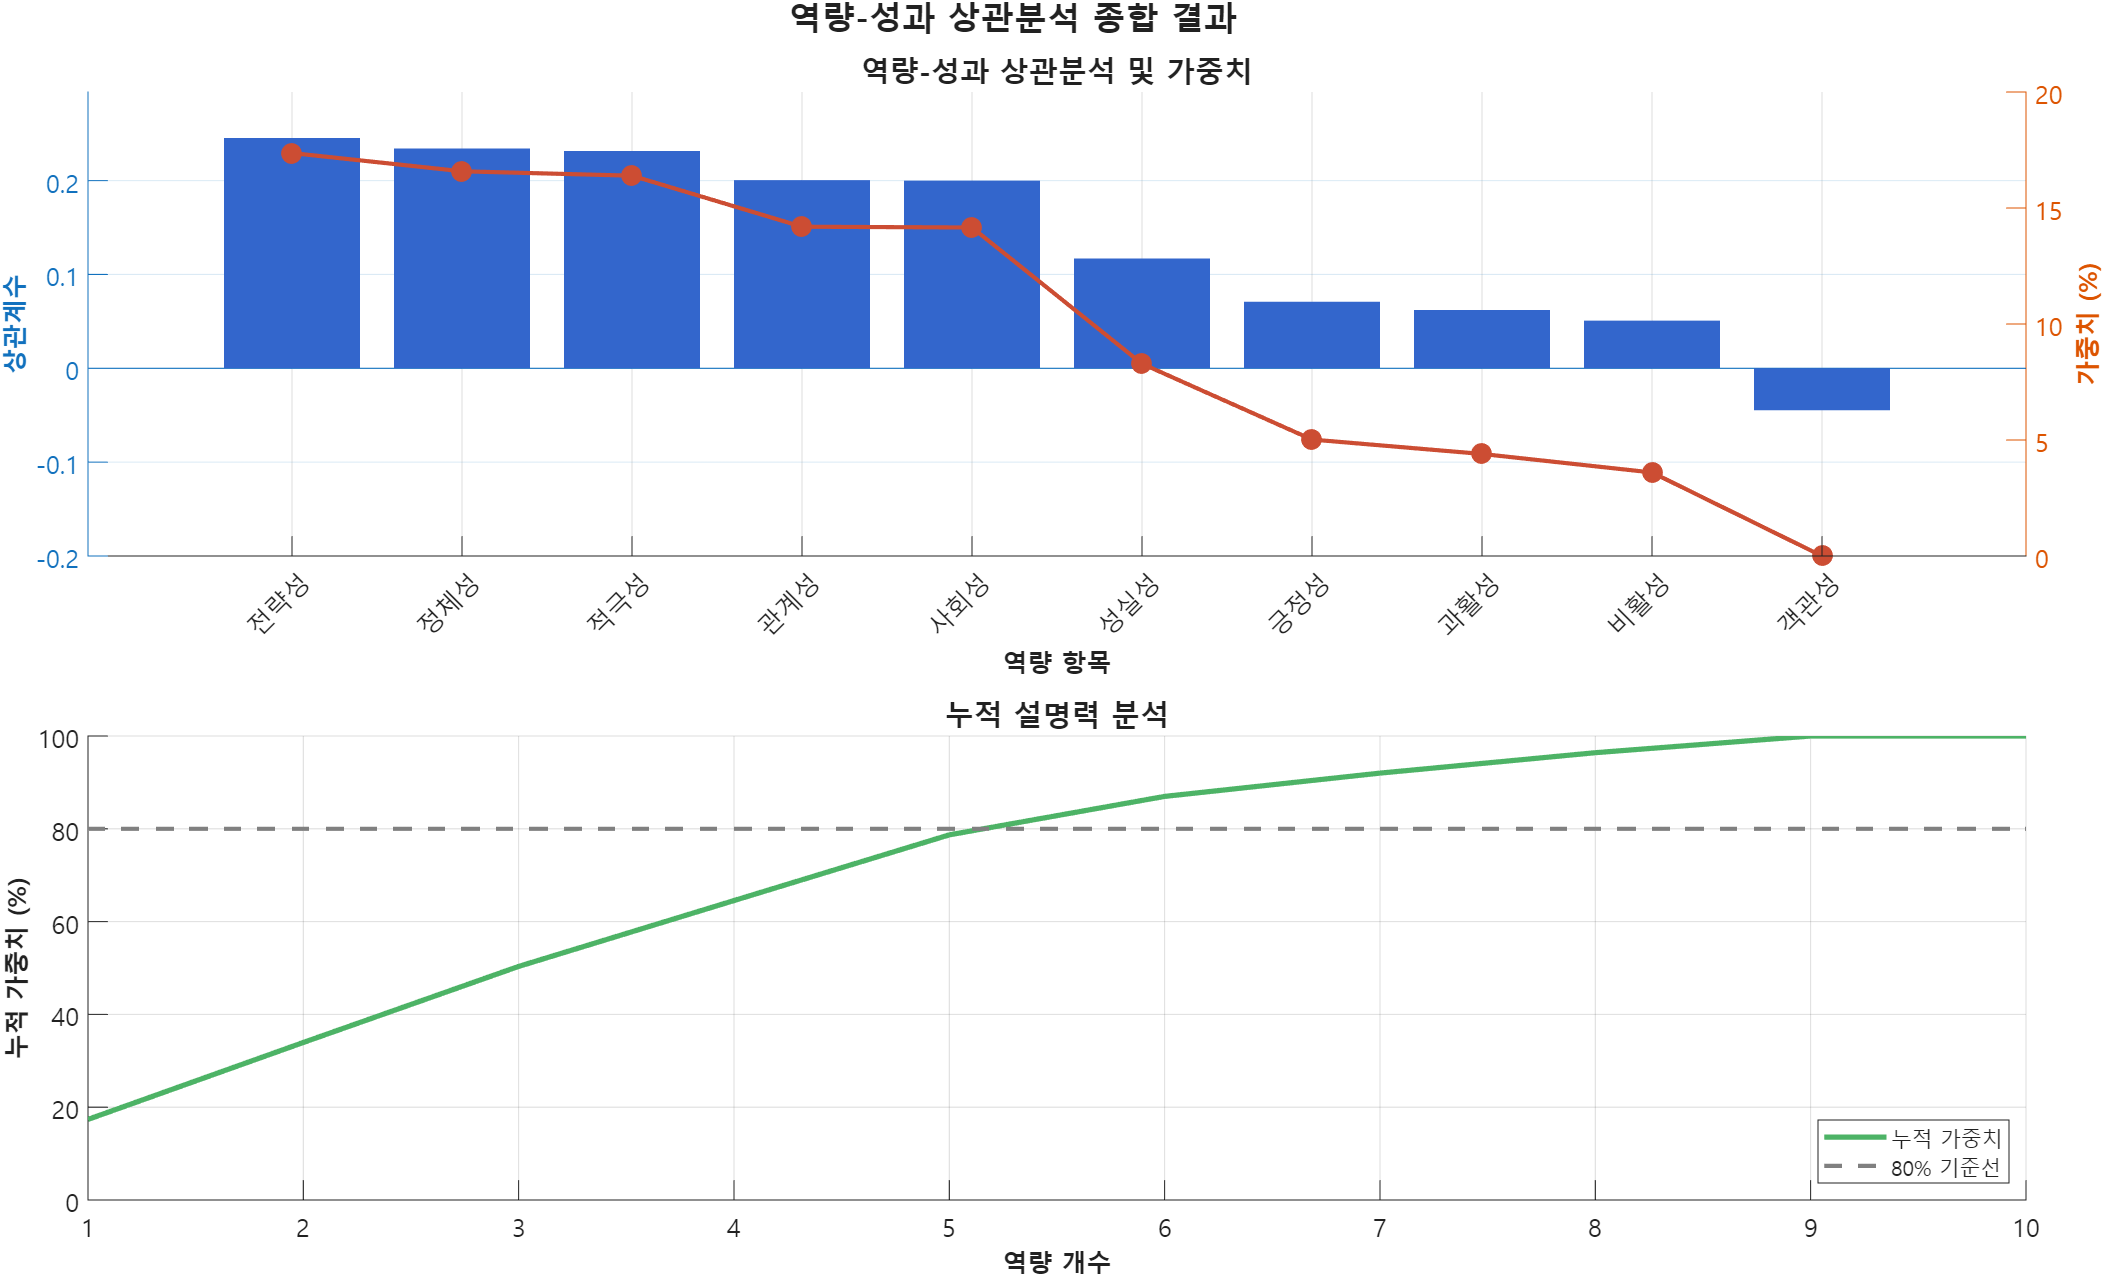 역량-성과 상관분석 종합 결과
역량-성과 상관분석 및 가중치
상관계수
0.2
0.1
0
-0.1
-0.2
가중치 (%)
20
15
10
5
0
전략성
정체성
적극성
관계성
사회성
성실성
긍정성
과활성
비활성
객관성
역량 항목
누적 설명력 분석
누적 가중치 (%)
100
80
60
40
20
0
누적 가중치
80% 기준선
1 2 3 4 5 6 7 8 9 10
역량 개수